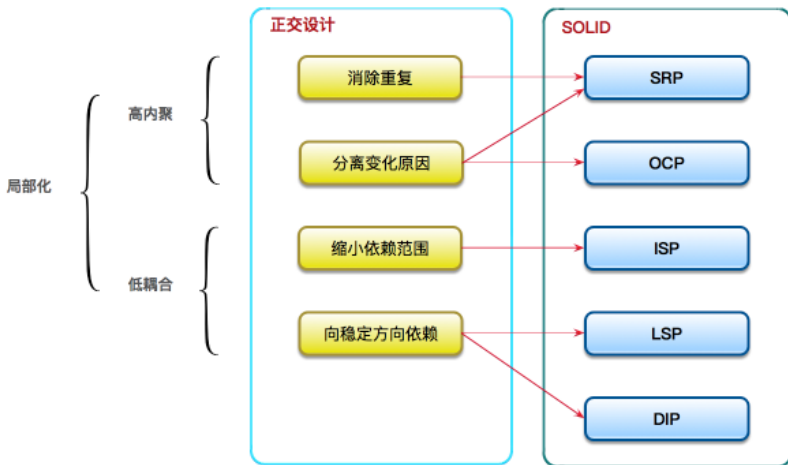 正交设计
SOLID
消除重复
SRP
高内聚
分离变化原因
OCP
局部化
缩小依赖范围
ISP
低耦合
向稳定方向依赖
LSP
DIP